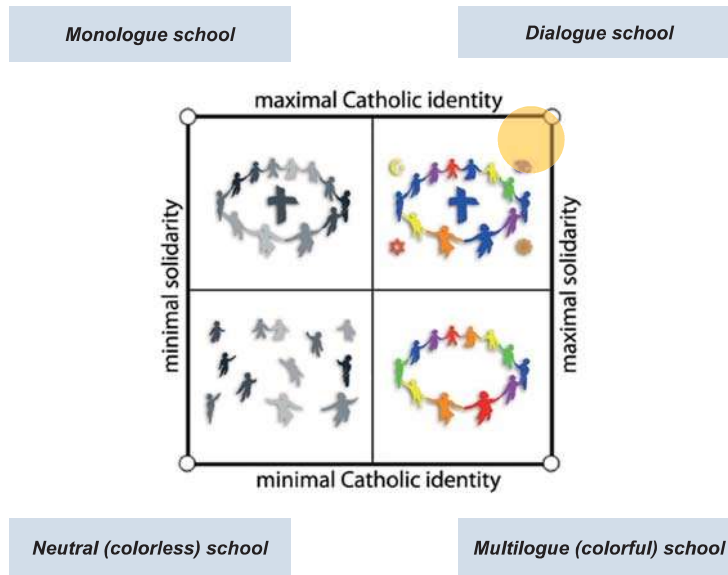 Monologue school
Dialogue school
maximal Catholic identity
minimal solidarity
maximal solidarity
minimal Catholic identity
Neutral (colorless) school
Multilogue (colorful) school